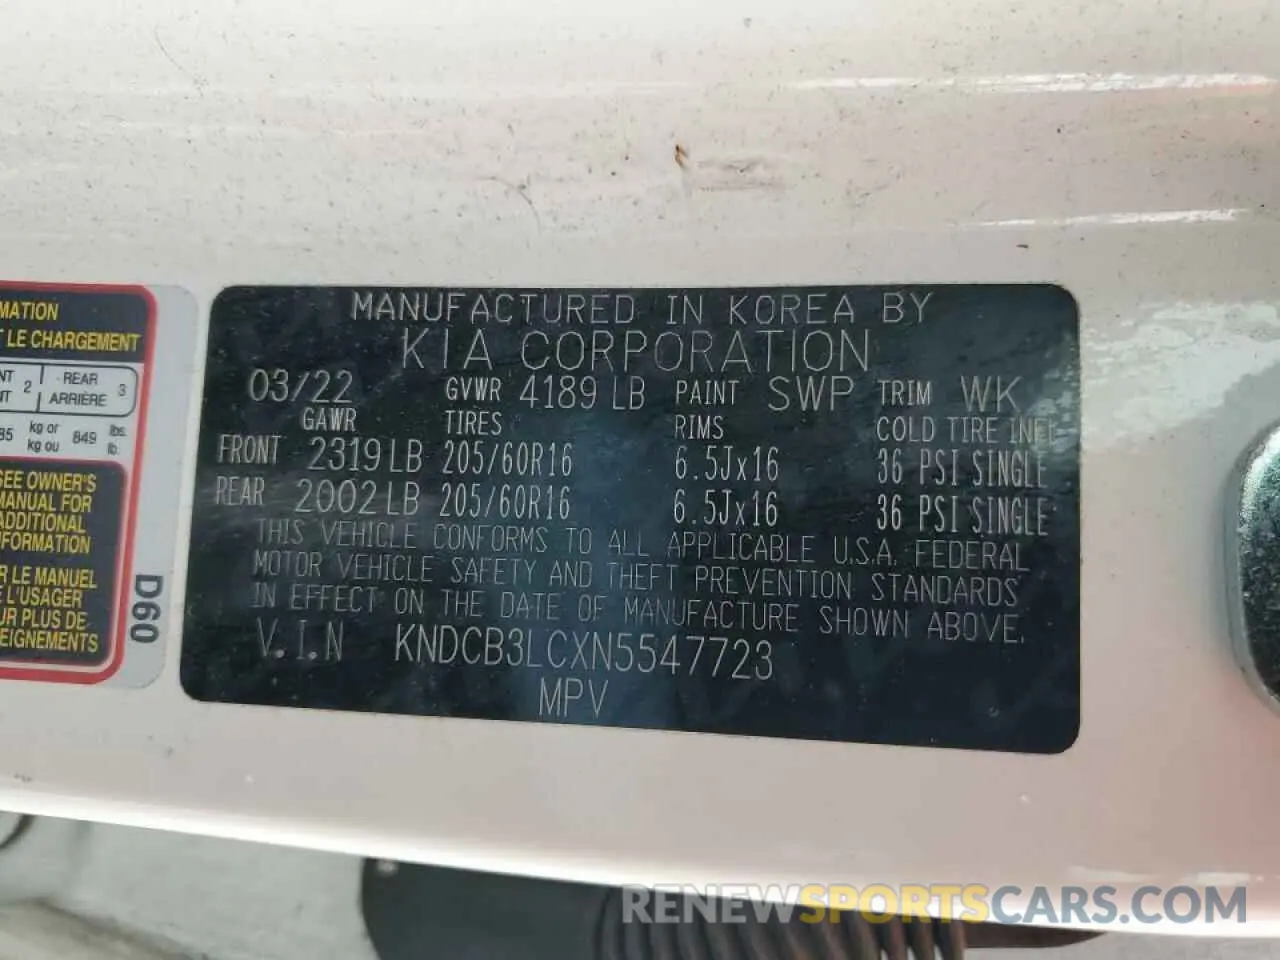 MATION
LE CHARGEMENT
2 REAR 3
ARRIÈRE
kg or 849 lbs.
kg ou lb.
SEE OWNER'S
MANUAL FOR
ADDITIONAL
R LE MANUEL
L'USAGER
PLUS DE
D60
MANUFACTURED IN KOREA BY
KIA CORPORATION
03/22 GVWR 4189 LB PAINT SWP TRIM WK
GAWR TIRES RIMS COLD TIRE INFL
FRONT 2319 LB 205/60R16 6.5Jx16 36 PSI SINGLE
REAR 2002 LB 205/60R16 6.5Jx16 36 PSI SINGLE
THIS VEHICLE CONFORMS TO ALL APPLICABLE U.S.A. FEDERAL
MOTOR VEHICLE SAFETY AND THEFT PREVENTION STANDARDS
IN EFFECT ON THE DATE OF MANUFACTURE SHOWN ABOVE.
V.I.N KNDCB3LCXN5547723
MPV
RENEWSPORTSCARS.COM